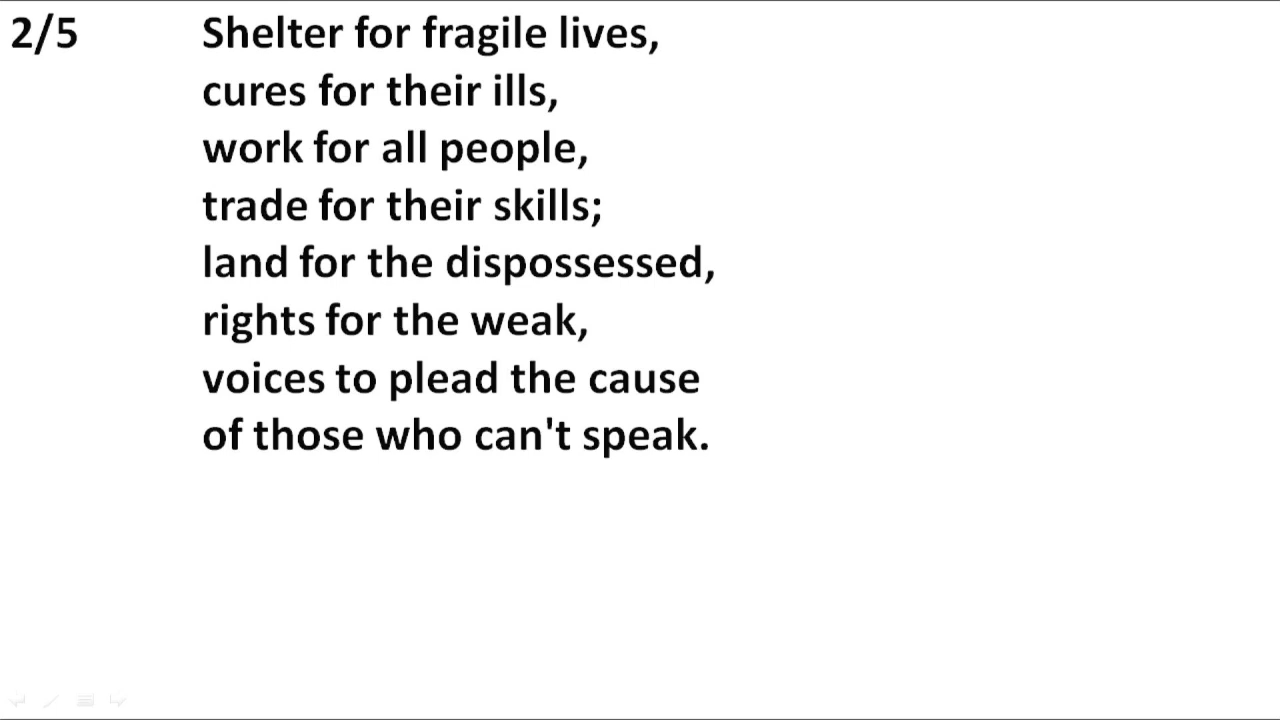 2/5 Shelter for fragile lives,
cures for their ills,
work for all people,
trade for their skills;
land for the dispossessed,
rights for the weak,
voices to plead the cause
of those who can't speak.